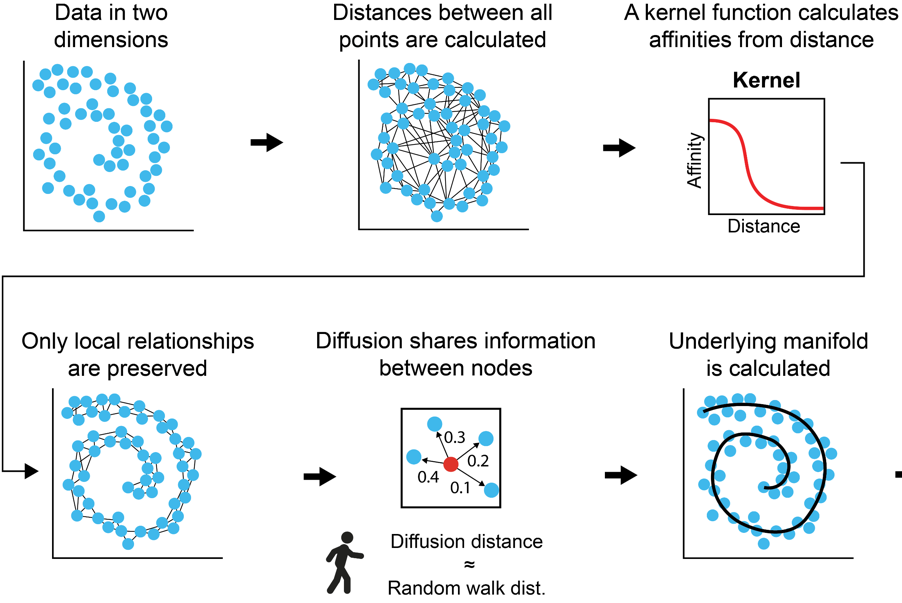 Data in two
dimensions
Distances between all
points are calculated
A kernel function calculates
affinities from distance
Kernel
Affinity
Distance
Only local relationships
are preserved
Diffusion shares information
between nodes
0.3
0.2
0.4
0.1
Diffusion distance
≈
Random walk dist.
Underlying manifold
is calculated